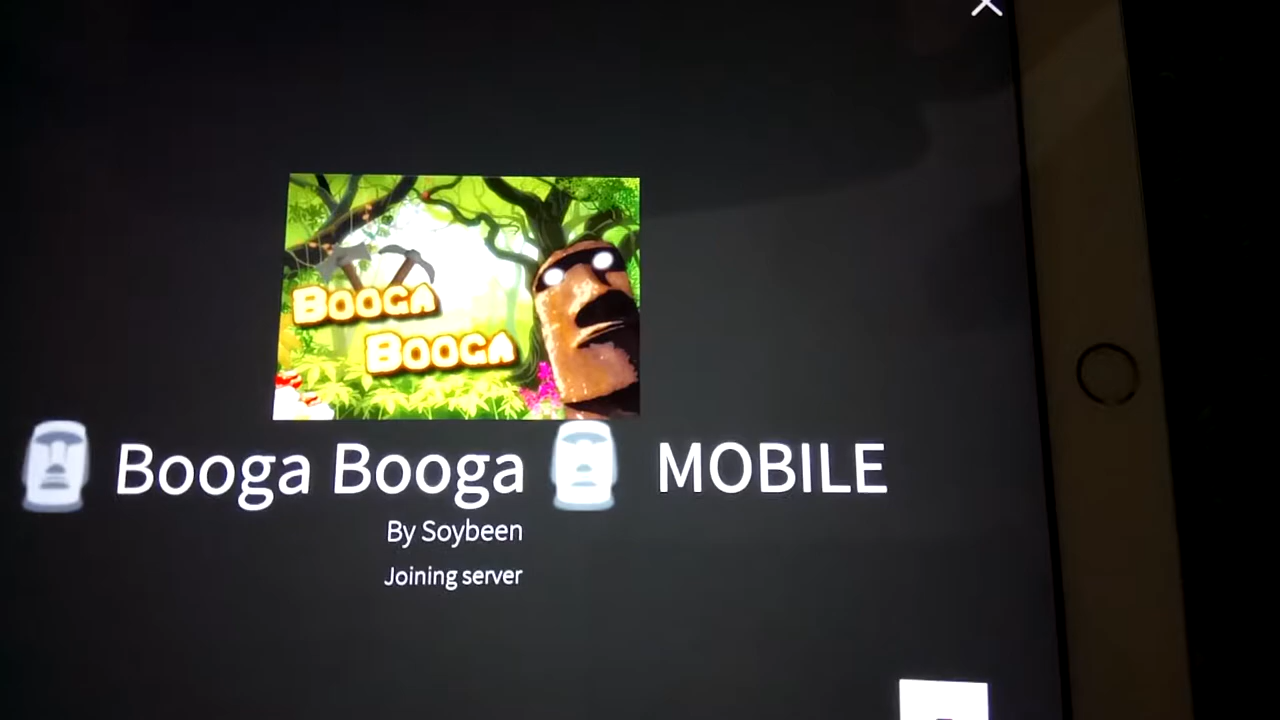 BOOGA
BOOGA
🗿 Booga Booga 🗿 MOBILE
By Soybeen
Joining server